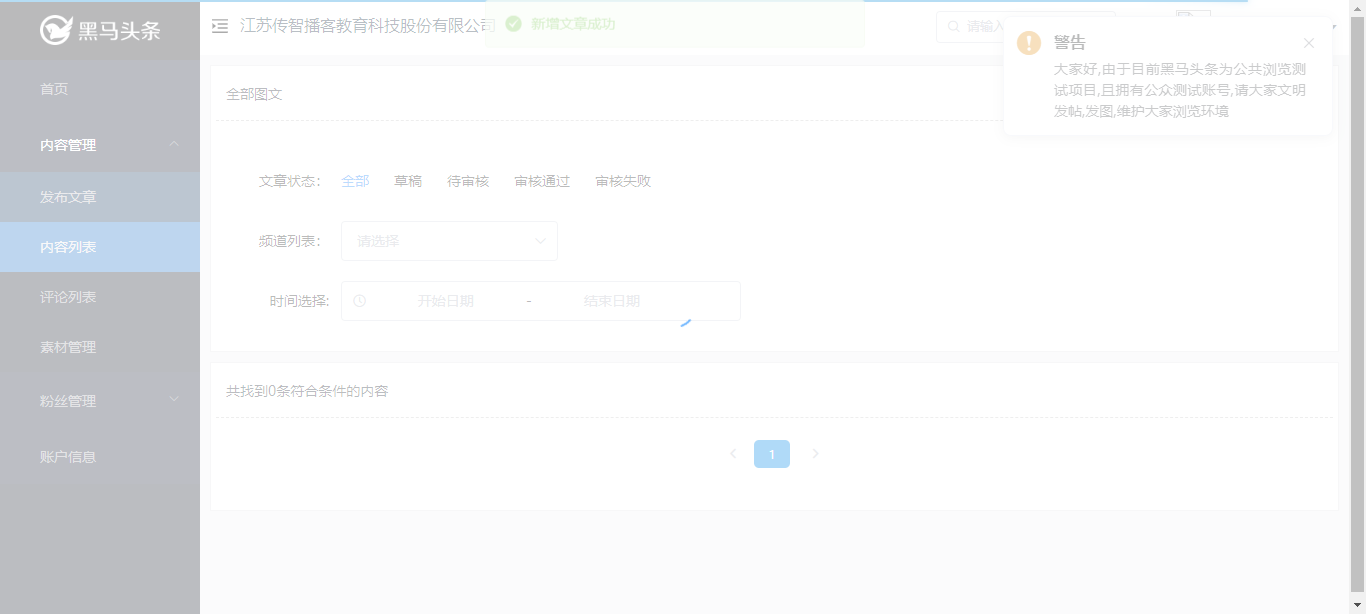 黑马头条
江苏传智播客教育科技股份有限公司
新增文章成功
请输入
警告
大家好,由于目前黑马头条为公共浏览测
试项目,且拥有公众测试账号,请大家文明
发帖,发图,维护大家浏览环境
首页
内容管理
发布文章
内容列表
评论列表
素材管理
粉丝管理
账户信息
全部图文
文章状态: 全部 草稿 待审核 审核通过 审核失败
频道列表: 请选择
时间选择: 开始日期 - 结束日期
共找到0条符合条件的内容
1